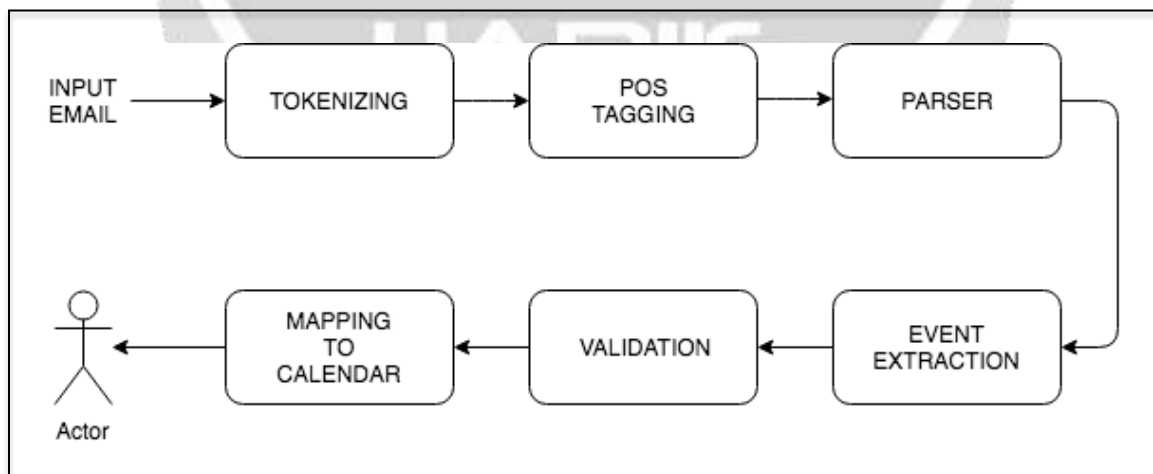 INPUT
EMAIL
TOKENIZING
POS
TAGGING
PARSER
EVENT
EXTRACTION
VALIDATION
MAPPING
TO
CALENDAR
Actor